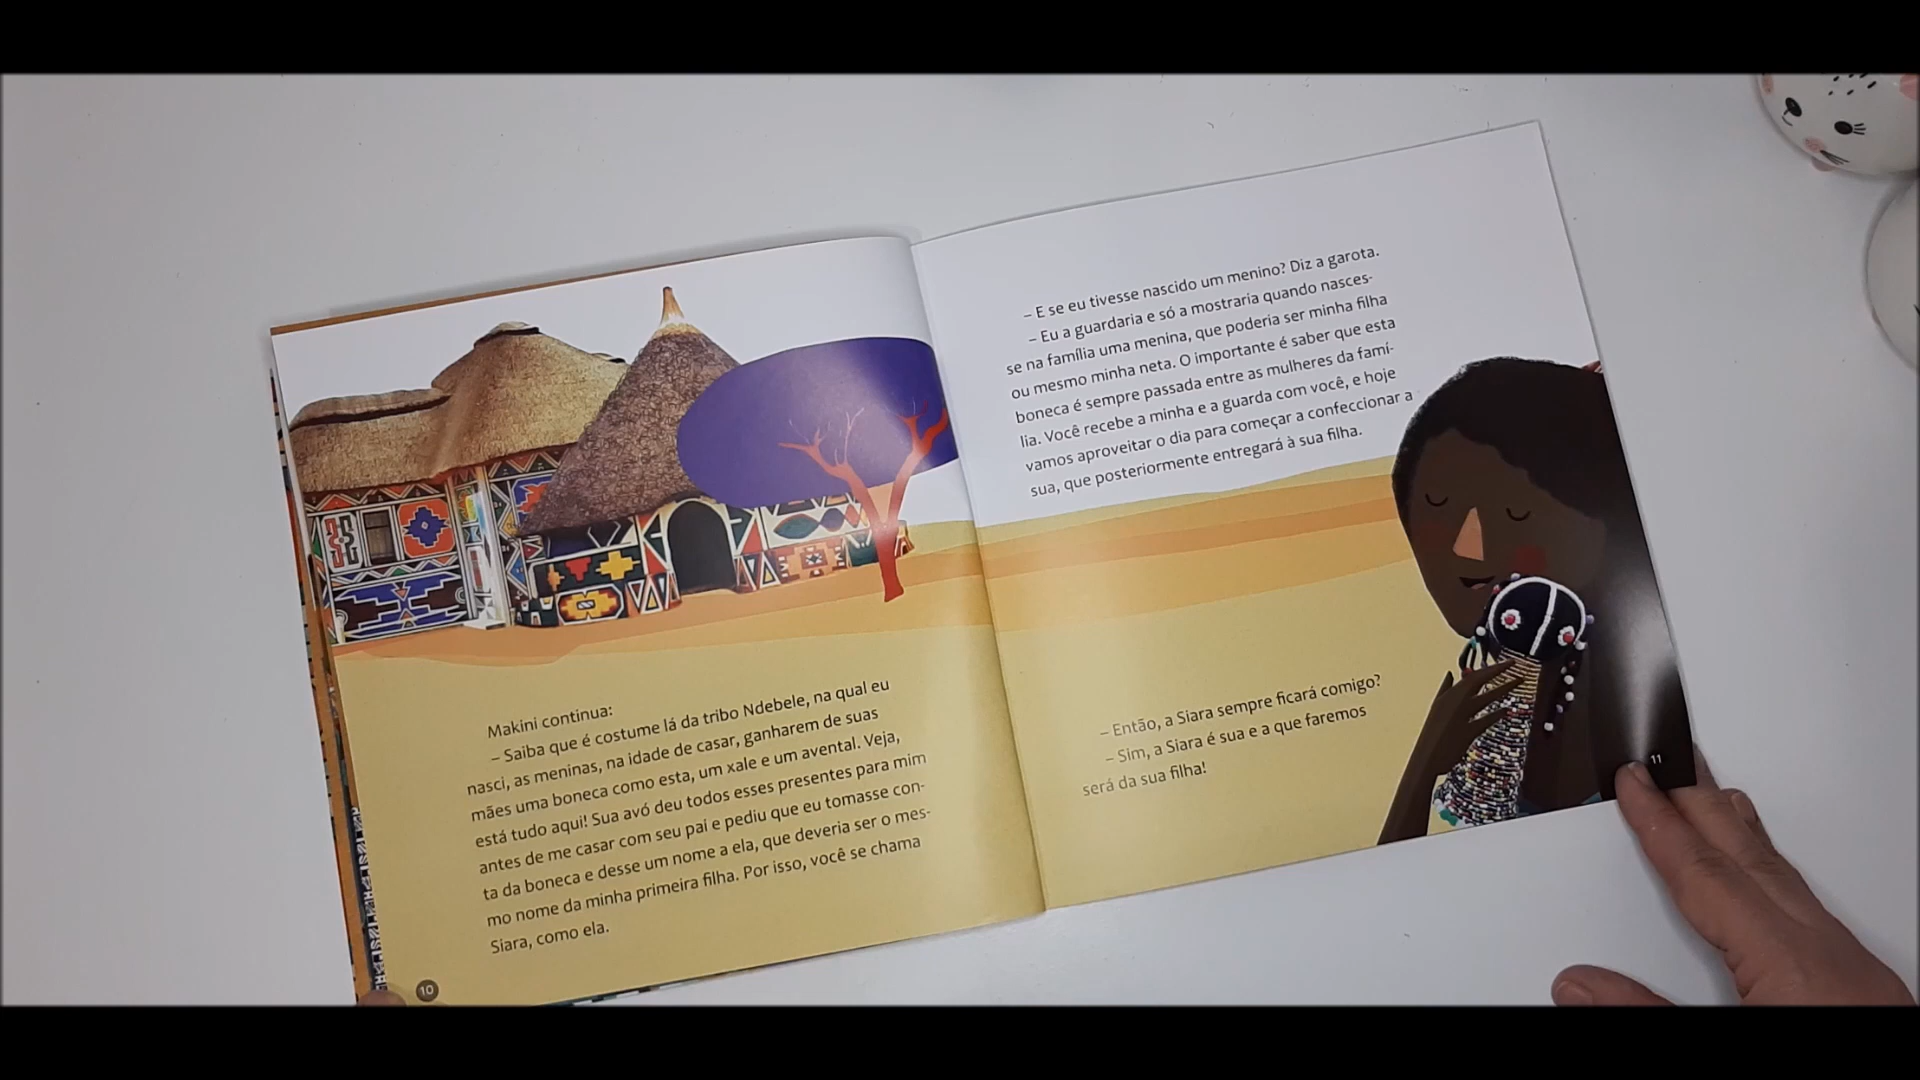 Makini continua:
– Saiba que é costume lá da tribo Ndebele, na qual eu
nasci, as meninas, na idade de casar, ganharem de suas
mães uma boneca como esta, um xale e um avental. Veja,
está tudo aqui! Sua avó deu todos esses presentes para mim
antes de me casar com seu pai e pediu que eu tomasse con-
ta da boneca e desse um nome a ela, que deveria ser o mes-
mo nome da minha primeira filha. Por isso, você se chama
Siara, como ela.
10
– E se eu tivesse nascido um menino? Diz a garota.
– Eu a guardaria e só a mostraria quando nasces-
se na família uma menina, que poderia ser minha filha
ou mesmo minha neta. O importante é saber que esta
boneca é sempre passada entre as mulheres da famí-
lia. Você recebe a minha e a guarda com você, e hoje
vamos aproveitar o dia para começar a confeccionar a
sua, que posteriormente entregará à sua filha.
– Então, a Siara sempre ficará comigo?
– Sim, a Siara é sua e a que faremos
será da sua filha!
11